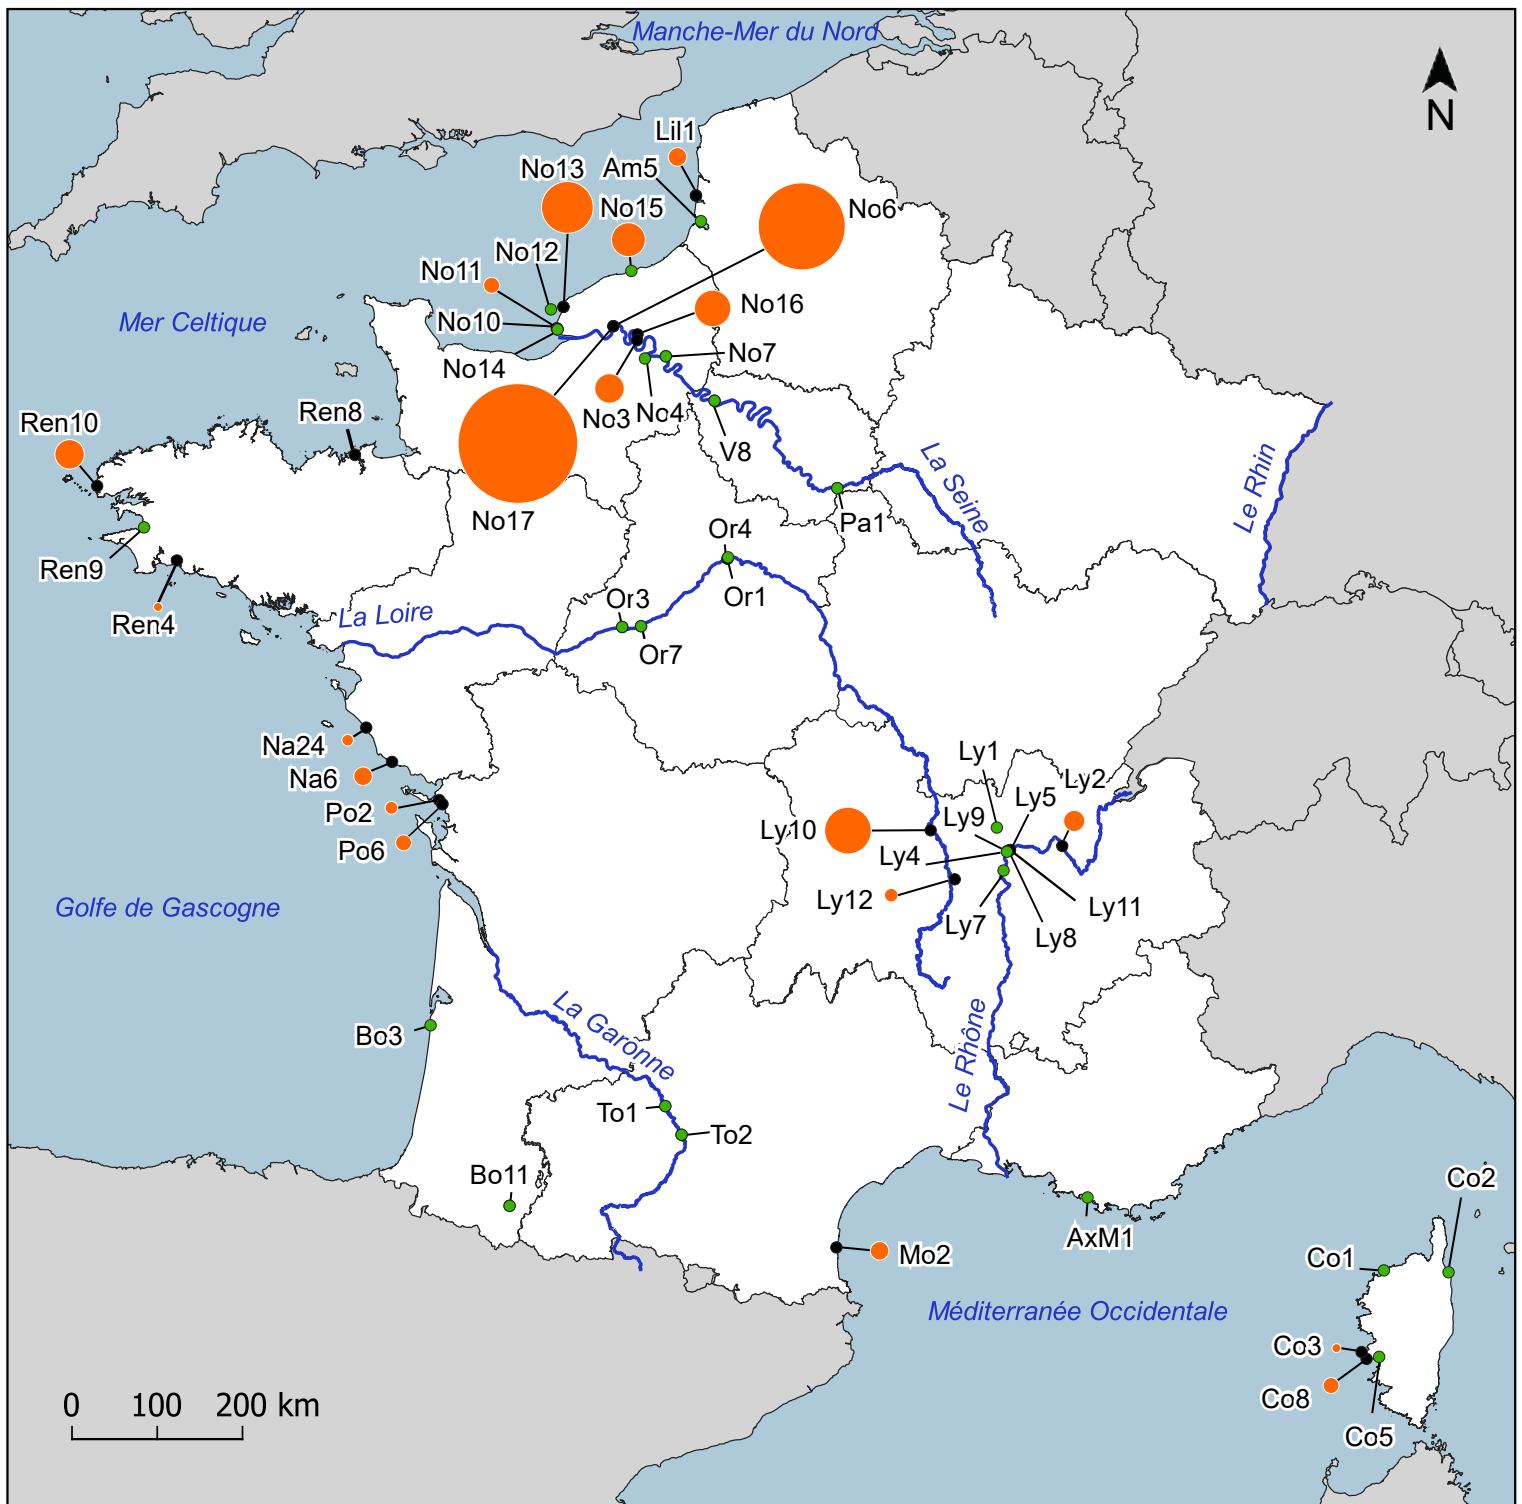 Manche-Mer du Nord
N
Lil1
No13
Am5
No15
No6
No12
No11
No16
Mer Celtique
No10
No7
No14
Ren8
No3
No4
Ren10
V8
La Seine
Le Rhin
No17
Pa1
Or4
Ren9
Or3
Or1
La Loire
Ren4
Or7
Na24
Ly1
Na6
Ly2
Ly5
Po2
Ly9
Ly10
Po6
Ly4
Ly12
Ly11
Golfe de Gascogne
Ly7
Ly8
La Garonne
Bo3
Le Rhône
To1
To2
Bo11
Co2
AxM1
Mo2
Co1
Méditerranée Occidentale
Co3
Co8
0 100 200 km
Co5